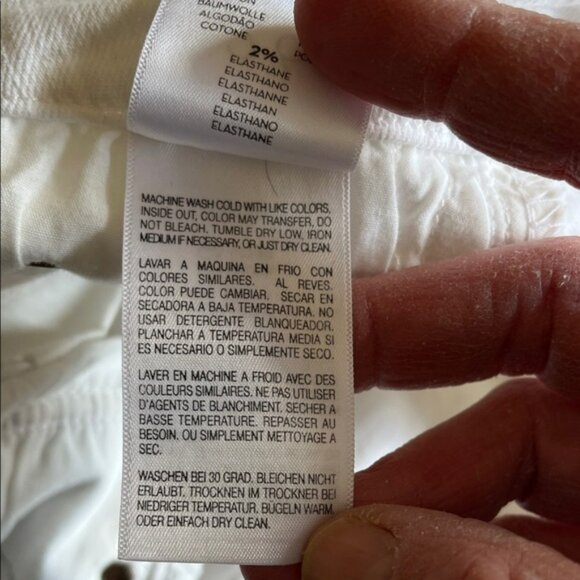 BAUMWOLLE
ALGODÃO
COTONE
2%
ELASTHANE
ELASTHANO
ELASTHANNE
ELASTHAN
ELASTHANO
ELASTHANE
MACHINE WASH COLD WITH LIKE COLORS,
INSIDE OUT, COLOR MAY TRANSFER, DO
NOT BLEACH. TUMBLE DRY LOW, IRON
MEDIUM IF NECESSARY, OR JUST DRY CLEAN.
LAVAR A MAQUINA EN FRIO CON
COLORES SIMILARES. AL REVES.
COLOR PUEDE CAMBIAR. SECAR EN
SECADORA A BAJA TEMPERATURA. NO
USAR DETERGENTE BLANQUEADOR.
PLANCHAR A TEMPERATURA MEDIA SI
ES NECESARIO O SIMPLEMENTE SECO.
LAVER EN MACHINE A FROID AVEC DES
COULEURS SIMILAIRES. NE PAS UTILISER
D'AGENTS DE BLANCHIMENT. SECHER A
BASSE TEMPERATURE. REPASSER AU
BESOIN. OU SIMPLEMENT METTOYAGE A
SEC.
WASCHEN BEI 30 GRAD. BLEICHEN NICHT
ERLAUBT. TROCKNEN IM TROCKNER BEI
NIEDRIGER TEMPERATUR. BÜGELN WARM
ODER EINFACH DRY CLEAN.